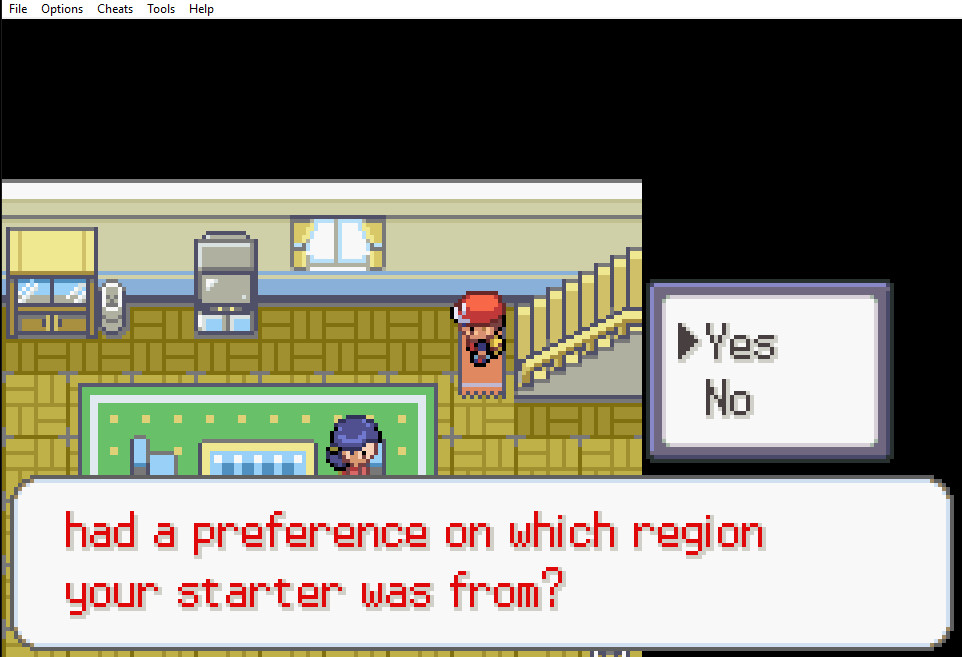 File Options Cheats Tools Help
Yes
No
had a preference on which region
your starter was from?